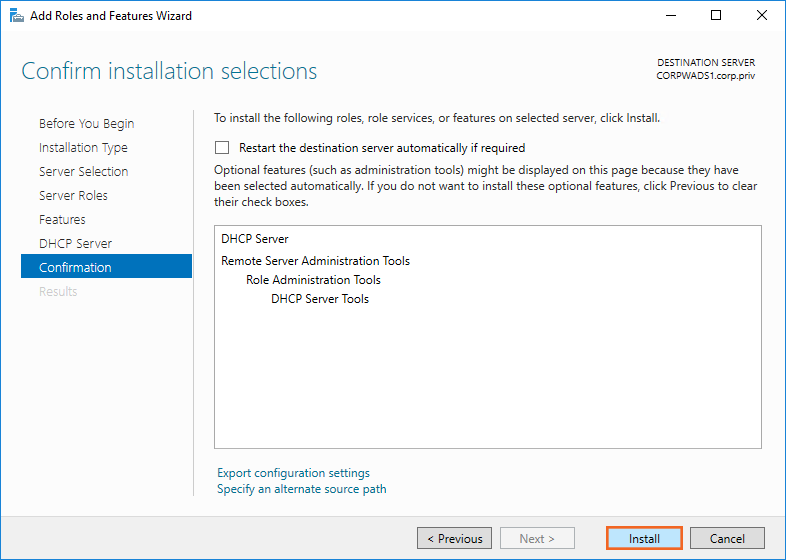 Add Roles and Features Wizard
Confirm installation selections
DESTINATION SERVER
CORPWADS1.corp.priv
Before You Begin
Installation Type
Server Selection
Server Roles
Features
DHCP Server
Confirmation
Results
To install the following roles, role services, or features on selected server, click Install.
Restart the destination server automatically if required
Optional features (such as administration tools) might be displayed on this page because they have
been selected automatically. If you do not want to install these optional features, click Previous to clear
their check boxes.
DHCP Server
Remote Server Administration Tools
Role Administration Tools
DHCP Server Tools
Export configuration settings
Specify an alternate source path
< Previous
Next >
Install
Cancel